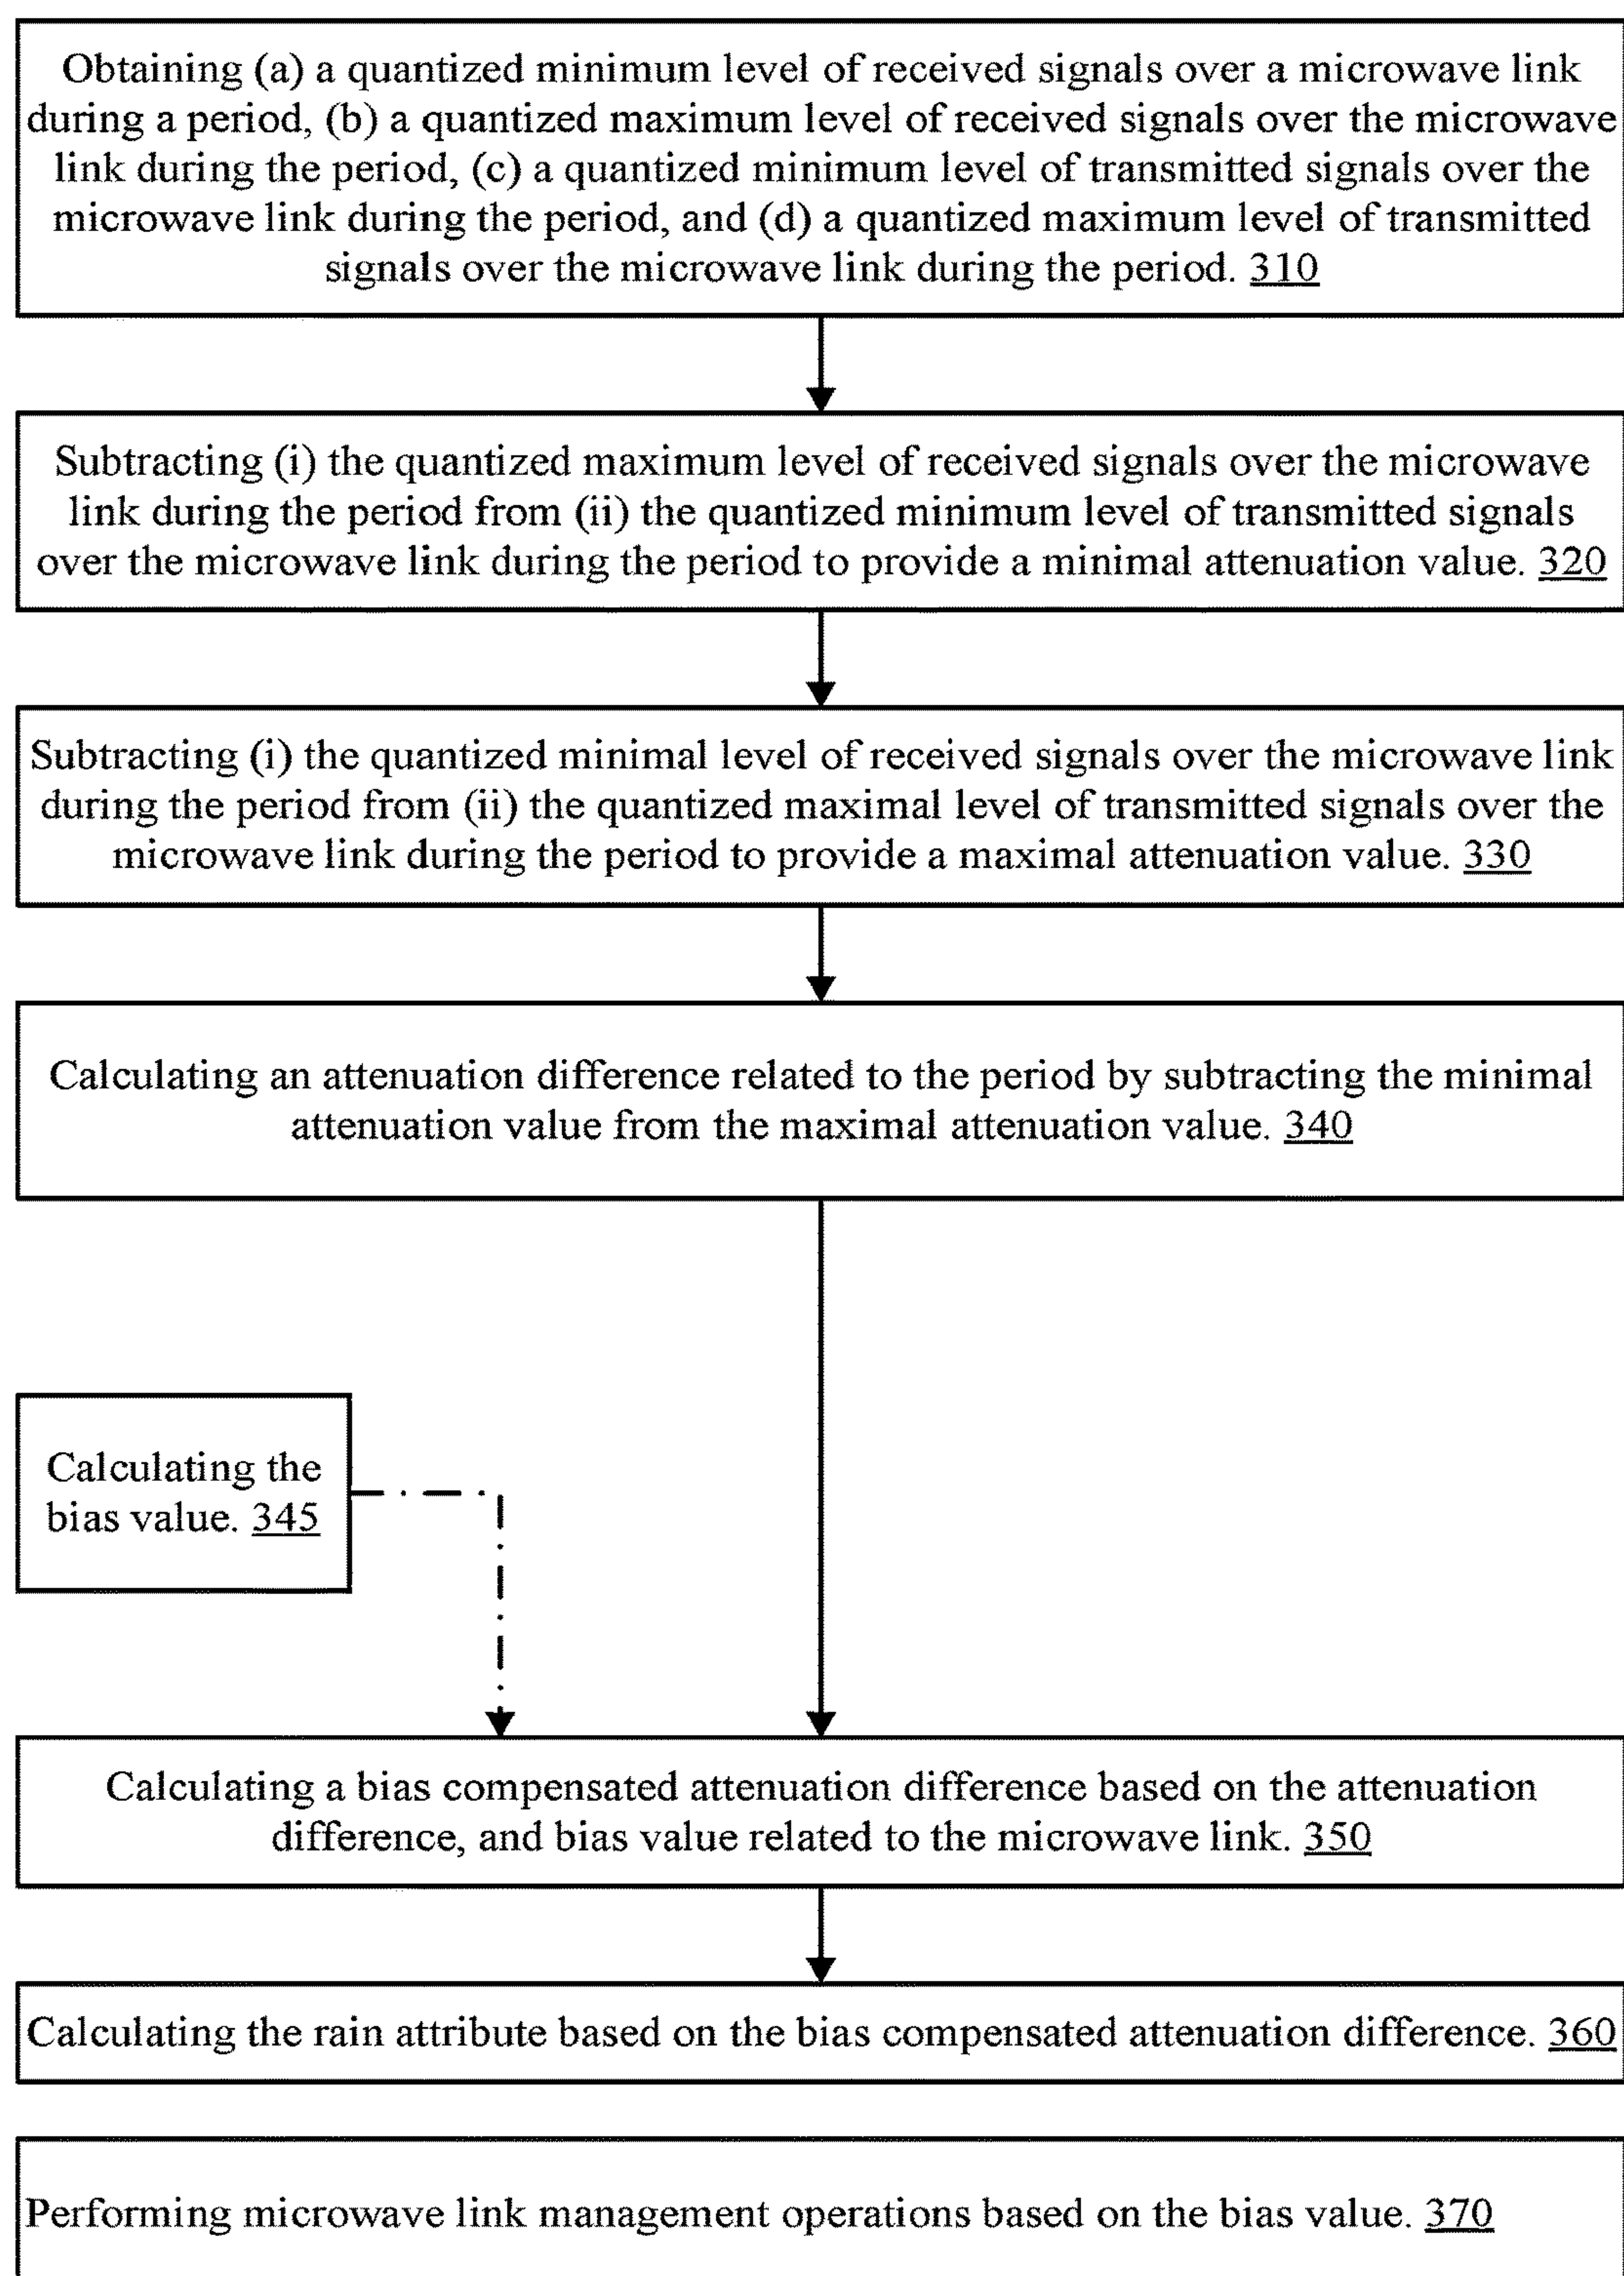 Obtaining (a) a quantized minimum level of received signals over a microwave link
during a period, (b) a quantized maximum level of received signals over the microwave
link during the period, (c) a quantized minimum level of transmitted signals over the
microwave link during the period, and (d) a quantized maximum level of transmitted
signals over the microwave link during the period. 310
Subtracting (i) the quantized maximum level of received signals over the microwave
link during the period from (ii) the quantized minimum level of transmitted signals
over the microwave link during the period to provide a minimal attenuation value. 320
Subtracting (i) the quantized minimal level of received signals over the microwave link
during the period from (ii) the quantized maximal level of transmitted signals over the
microwave link during the period to provide a maximal attenuation value. 330
Calculating an attenuation difference related to the period by subtracting the minimal
attenuation value from the maximal attenuation value. 340
Calculating the
bias value. 345
Calculating a bias compensated attenuation difference based on the attenuation
difference, and bias value related to the microwave link. 350
Calculating the rain attribute based on the bias compensated attenuation difference. 360
Performing microwave link management operations based on the bias value. 370